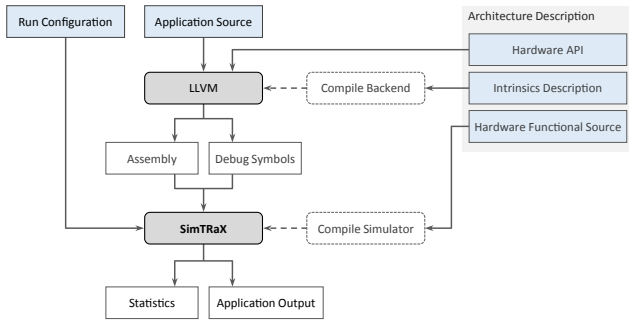 Run Configuration
Application Source
Architecture Description
Hardware API
LLVM
Compile Backend
Intrinsics Description
Hardware Functional Source
Assembly
Debug Symbols
SimTRaX
Compile Simulator
Statistics
Application Output